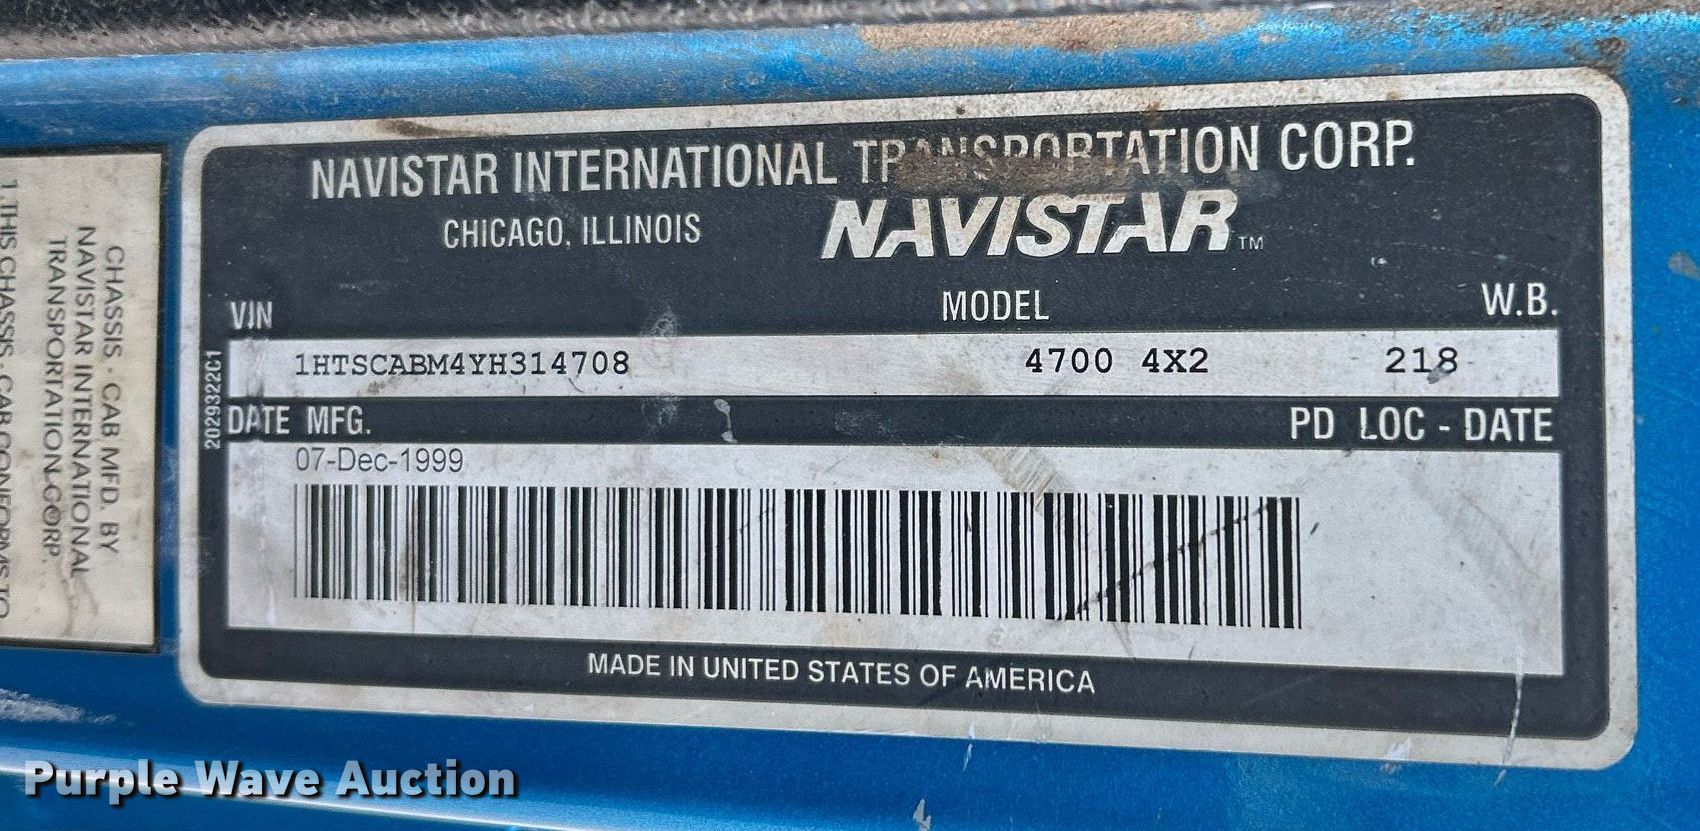 NAVISTAR INTERNATIONAL TRANSPORTATION CORP.
CHICAGO, ILLINOIS
NAVISTAR™
VIN
MODEL
W.B.
1HTSCABM4YH314708
4700 4X2
218
DATE MFG.
PD LOC - DATE
07-Dec-1999
MADE IN UNITED STATES OF AMERICA
2029322C1
CHASSIS - CAB MFD. BY
NAVISTAR INTERNATIONAL
TRANSPORTATION CORP.
1. THIS CHASSIS - CAB CONFORMS TO
Purple Wave Auction